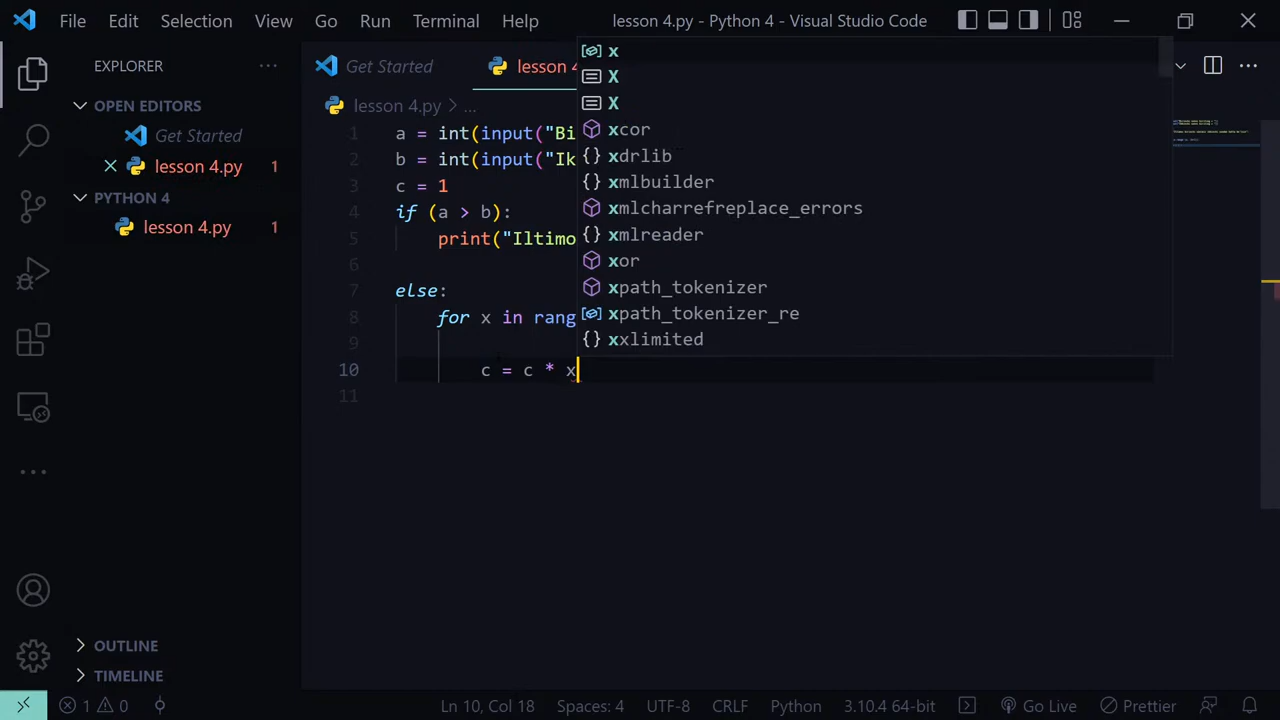 File Edit Selection View Go Run Terminal Help lesson 4.py - Python 4 - Visual Studio Code
EXPLORER
OPEN EDITORS
Get Started
lesson 4.py 1
PYTHON 4
lesson 4.py 1
OUTLINE
TIMELINE
Get Started lesson 4
lesson 4.py > ...
1 a = int(input("Bi
2 b = int(input("Ik
3 c = 1
4 if (a > b):
5 print("Iltimo
6
7 else:
8 for x in rang
9
10 c = c * x
11
x
X
X
xcor
xdrlib
xmlbuilder
xmlcharrefreplace_errors
xmlreader
xor
xpath_tokenizer
xpath_tokenizer_re
xxlimited
1 0 Ln 10, Col 18 Spaces: 4 UTF-8 CRLF Python 3.10.4 64-bit Go Live Prettier